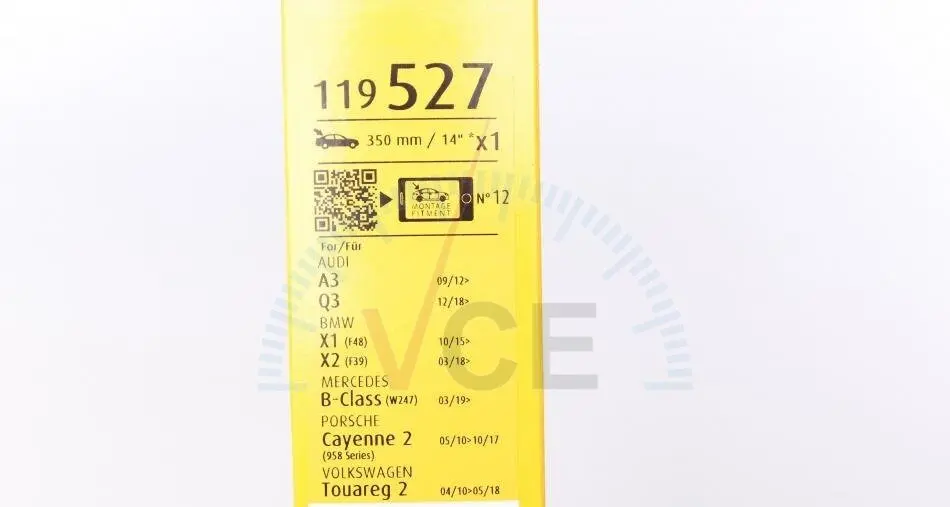 119 527
350 mm / 14" *x1
MONTAGE
FITMENT
N° 12
For/Für
AUDI
A3 09/12>
Q3 12/18>
BMW
X1 (F48) 10/15>
X2 (F39) 03/18>
MERCEDES
B-Class (W247) 03/19>
PORSCHE
Cayenne 2 05/10>10/17
(958 Series)
VOLKSWAGEN
Touareg 2 04/10>05/18
VCE